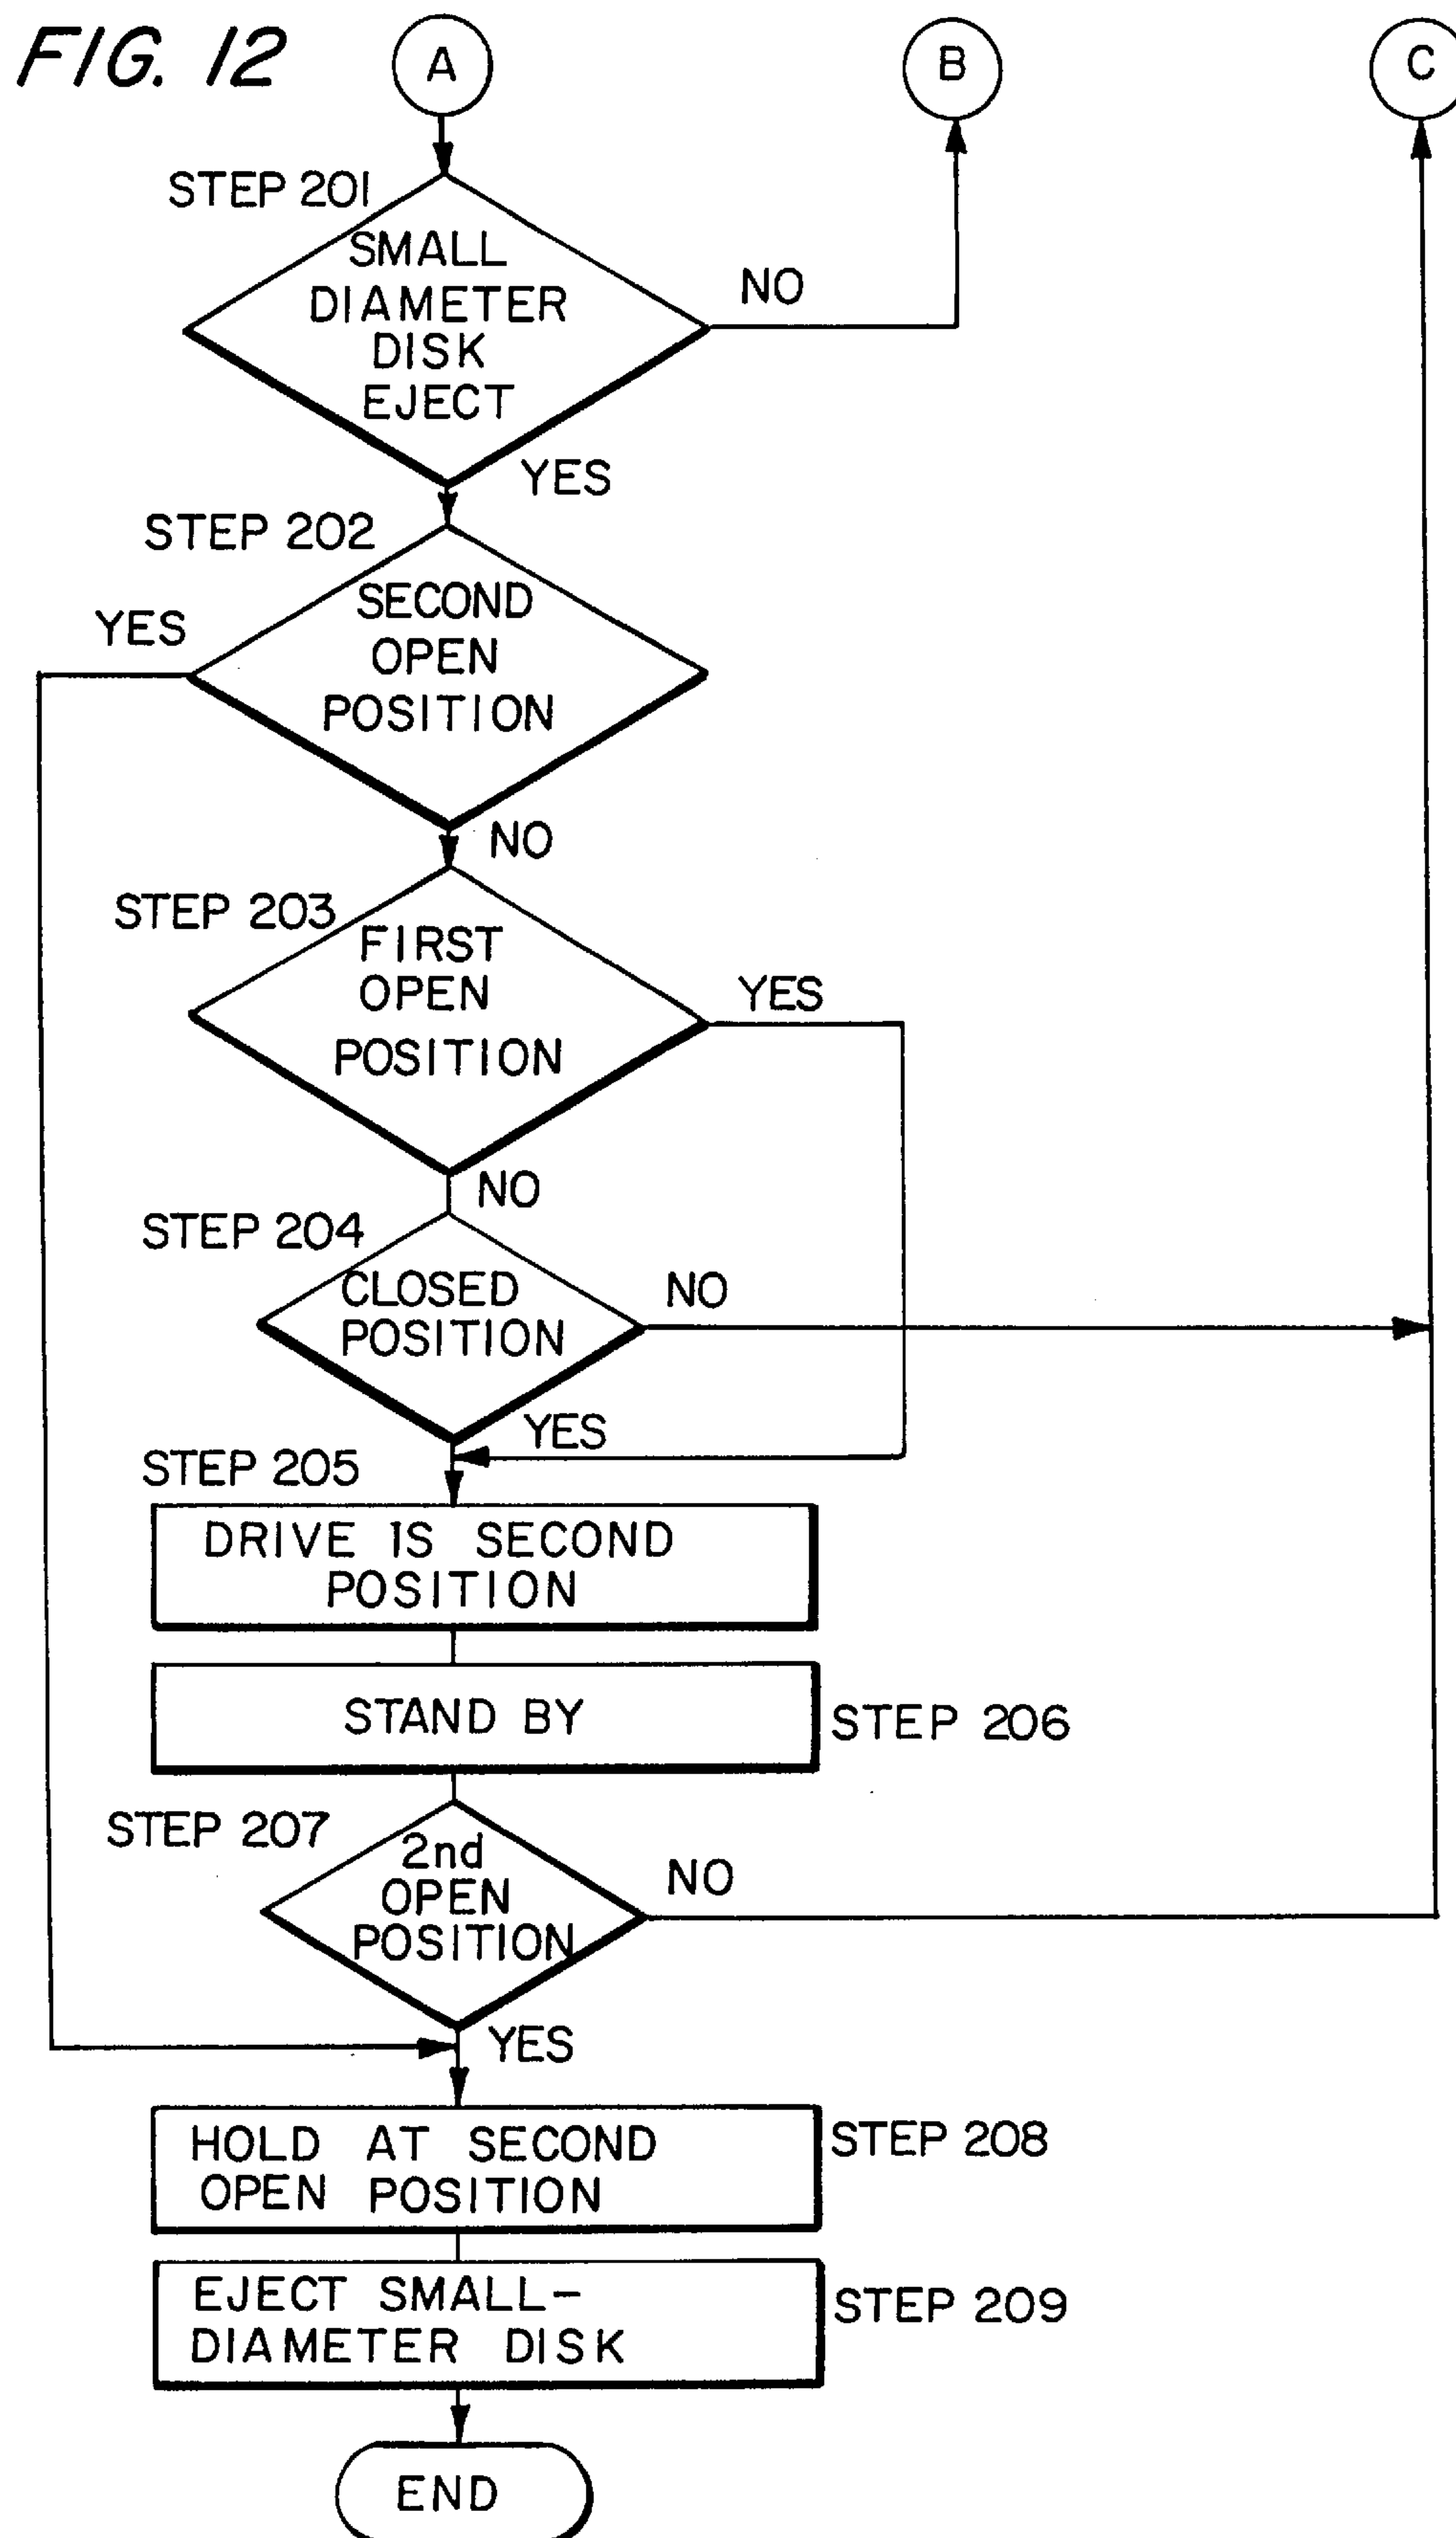 FIG. 12
A
B
C
STEP 201
SMALL
DIAMETER
DISK
EJECT
NO
YES
STEP 202
SECOND
OPEN
POSITION
YES
NO
STEP 203
FIRST
OPEN
POSITION
YES
NO
STEP 204
CLOSED
POSITION
NO
YES
STEP 205
DRIVE IS SECOND
POSITION
STAND BY
STEP 206
STEP 207
2nd
OPEN
POSITION
NO
YES
HOLD AT SECOND
OPEN POSITION
STEP 208
EJECT SMALL-
DIAMETER DISK
STEP 209
END